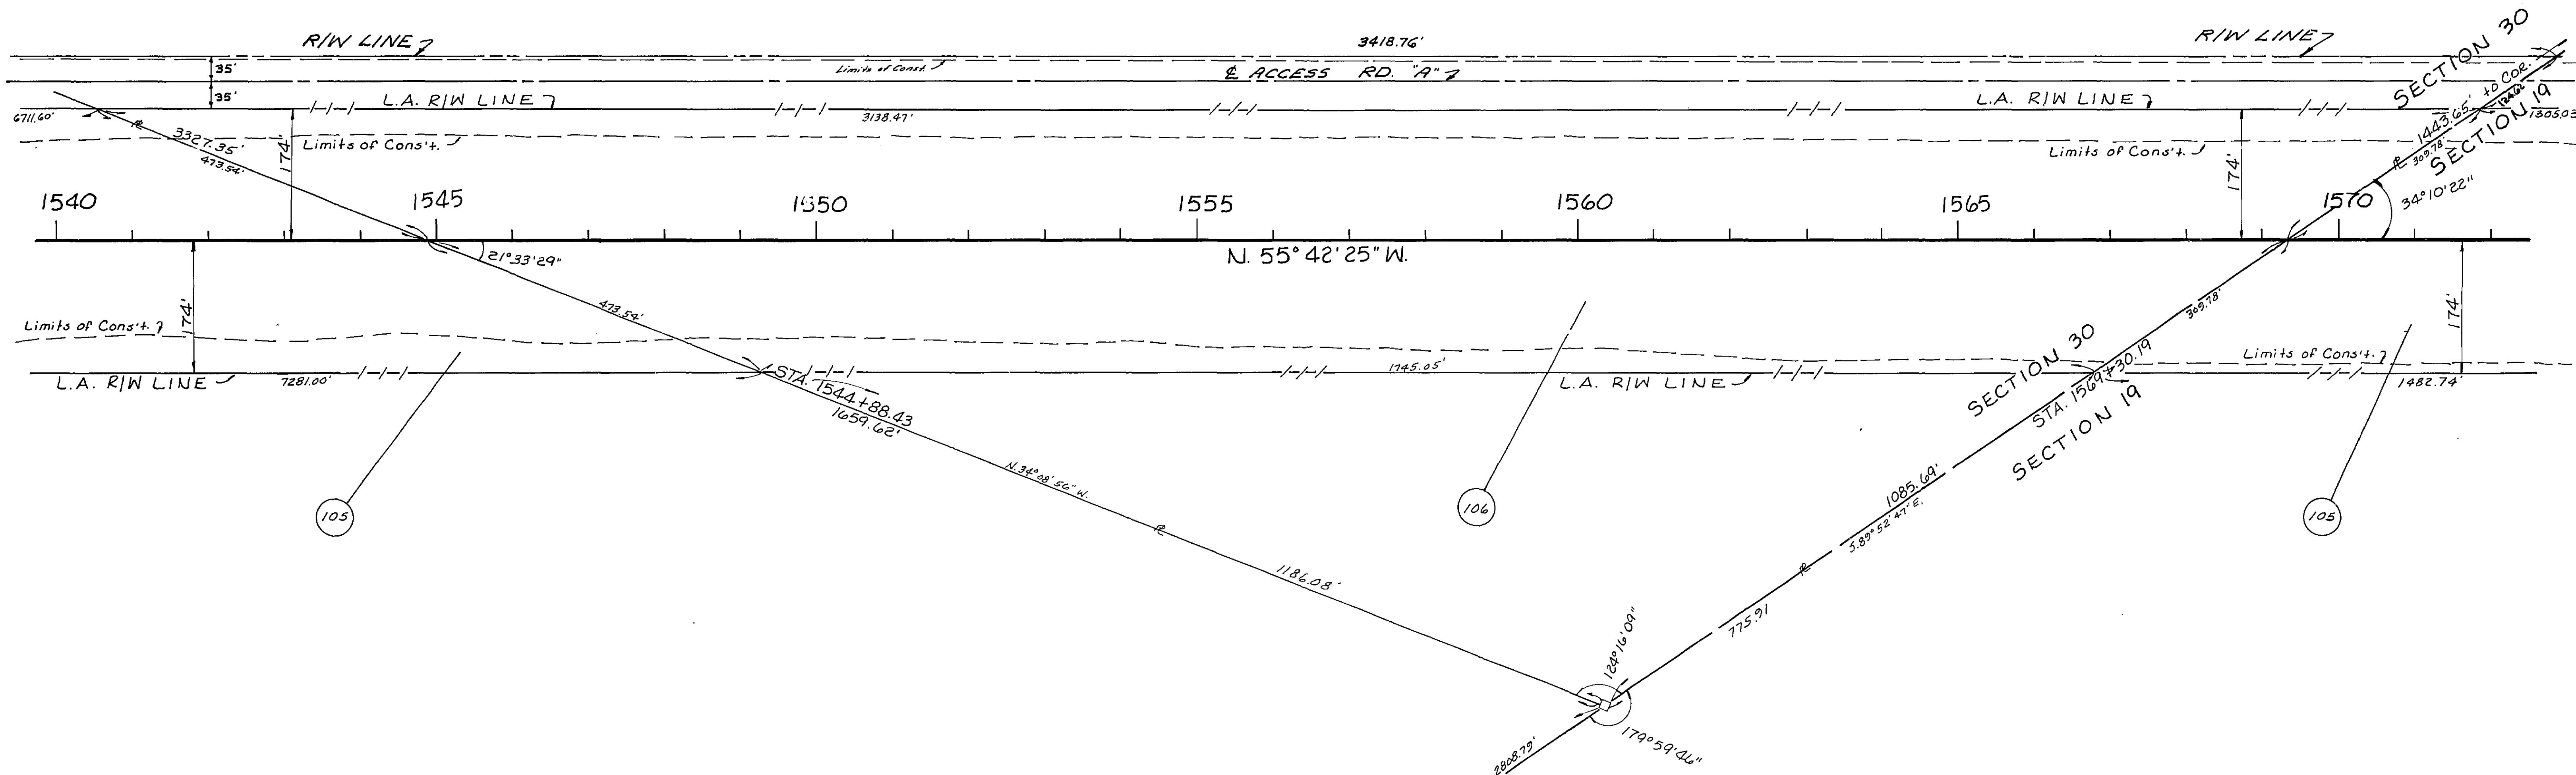 R/W LINE
3418.76'
R/W LINE
SECTION 30
35'
Limits of Const.
℄ ACCESS RD. "A"
1443.65' to COR.
124.62'
35'
L.A. R/W LINE
L.A. R/W LINE
SECTION 19
6711.60'
3138.47'
1305.03
3327.35'
473.54'
174'
Limits of Cons't.
Limits of Cons't.
174'
309.78'
34°10'22"
1540
1545
1550
1555
1560
1565
1570
21°33'29"
N. 55°42'25" W.
Limits of Cons't.
174'
473.54'
309.78'
174'
SECTION 30
Limits of Cons't.
L.A. R/W LINE
7281.00'
1745.05'
L.A. R/W LINE
1482.74'
STA. 1544+88.43
1659.62'
STA. 1569+30.19
SECTION 19
N. 34°08'56" W.
1085.69'
S. 89°52'47" E.
105
106
105
1186.08'
775.91
124°16'09"
179°59'46"
2808.79'